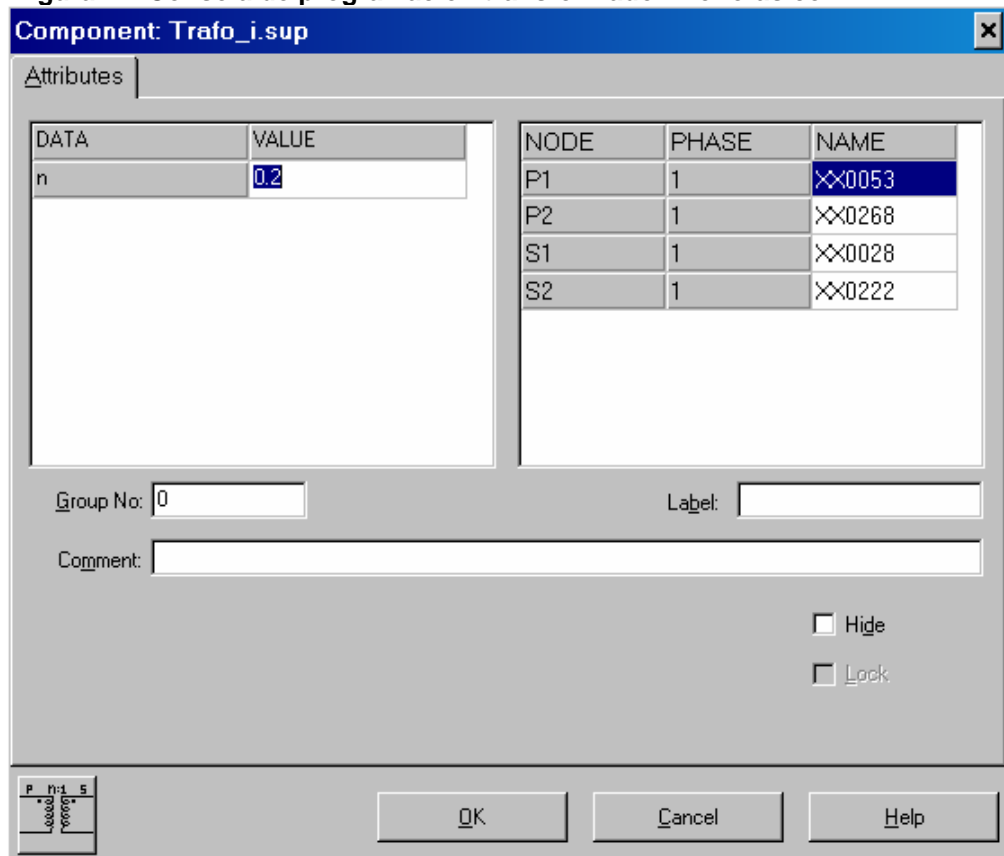 Component: Trafo_i.sup
Attributes
DATA VALUE
n 0.2
NODE PHASE NAME
P1 1 XX0053
P2 1 XX0268
S1 1 XX0028
S2 1 XX0222
Group No: 0
Label:
Comment:
Hide
Lock
P n:1 S
OK Cancel Help